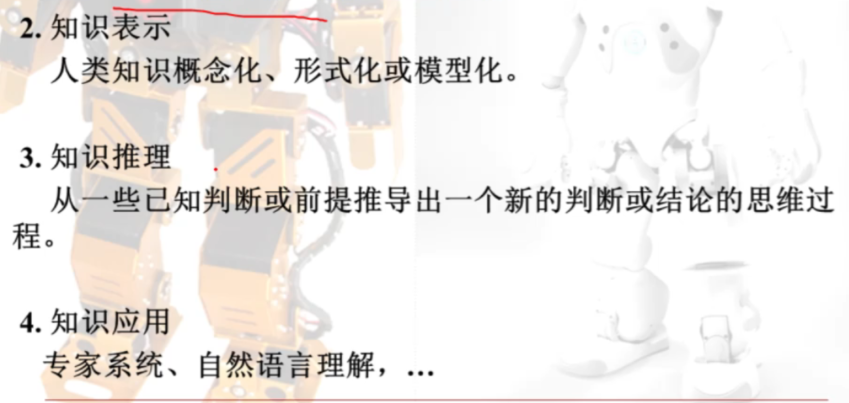 2. 知识表示
人类知识概念化、形式化或模型化。
3. 知识推理
从一些已知判断或前提推导出一个新的判断或结论的思维过
程。
4. 知识应用
专家系统、自然语言理解，…